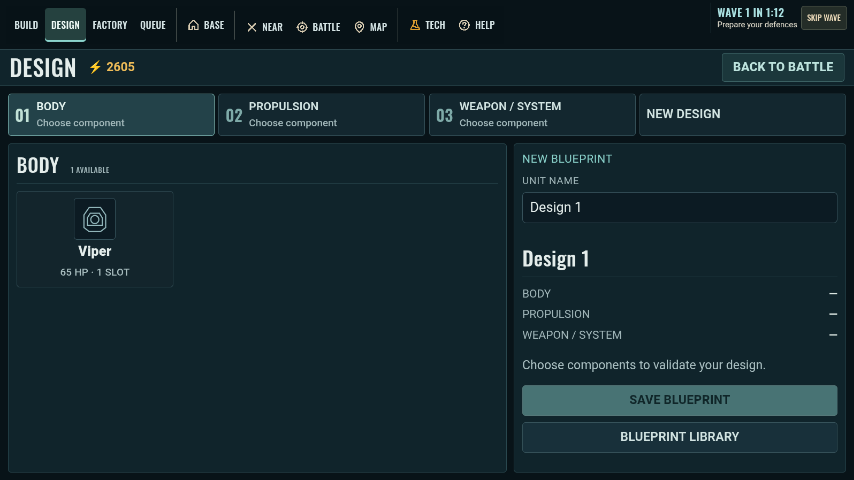 BUILD
DESIGN
FACTORY
QUEUE
BASE
NEAR
BATTLE
MAP
TECH
HELP
WAVE 1 IN 1:12
Prepare your defences
SKIP WAVE
DESIGN
2605
BACK TO BATTLE
01
BODY
Choose component
02
PROPULSION
Choose component
03
WEAPON / SYSTEM
Choose component
NEW DESIGN
BODY
1 AVAILABLE
Viper
65 HP · 1 SLOT
NEW BLUEPRINT
UNIT NAME
Design 1
Design 1
BODY –
PROPULSION –
WEAPON / SYSTEM –
Choose components to validate your design.
SAVE BLUEPRINT
BLUEPRINT LIBRARY